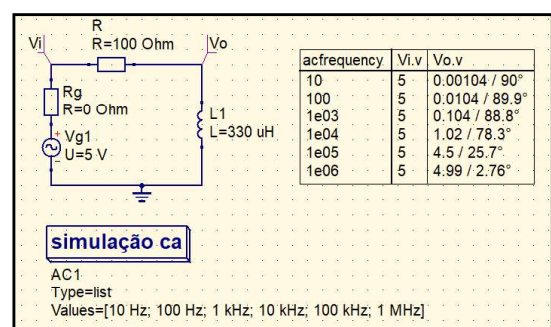 R
R=100 Ohm
Vi
Vo
Rg
R=0 Ohm
Vg1
U=5 V
L1
L=330 uH
acfrequency Vi.v Vo.v
10 5 0.00104 / 90°
100 5 0.0104 / 89.9°
1e03 5 0.104 / 88.8°
1e04 5 1.02 / 78.3°
1e05 5 4.5 / 25.7°
1e06 5 4.99 / 2.76°
simulação ca
AC1
Type=list
Values=[10 Hz; 100 Hz; 1 kHz; 10 kHz; 100 kHz; 1 MHz]